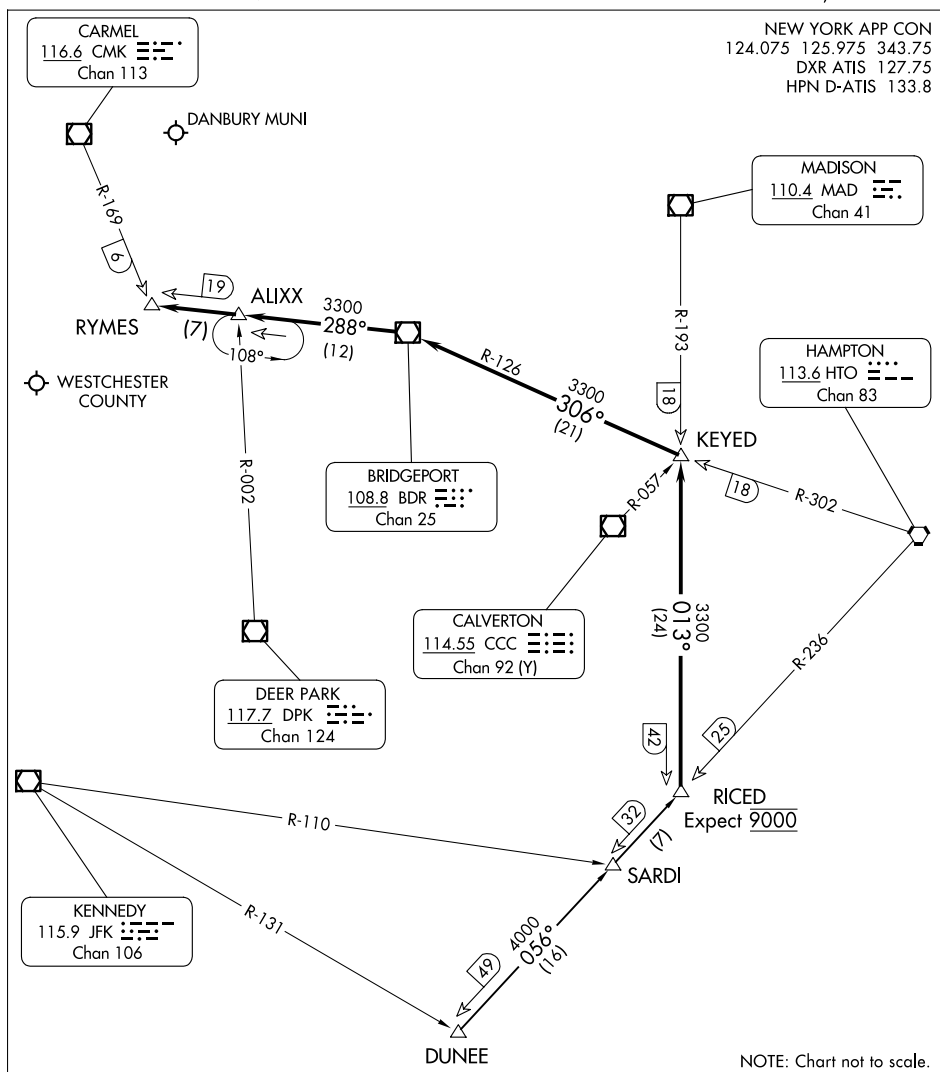 NEW YORK APP CON
124.075 125.975 343.75
DXR ATIS 127.75
HPN D-ATIS 133.8
CARMEL
116.6 CMK
Chan 113
DANBURY MUNI
MADISON
110.4 MAD
Chan 41
R-169
6
19
ALIXX
RYMES
(7)
3300
288°
(12)
108°
R-126
R-193
HAMPTON
113.6 HTO
Chan 83
WESTCHESTER
COUNTY
3300
306°
(21)
18
KEYED
R-002
BRIDGEPORT
108.8 BDR
Chan 25
R-057
18
R-302
CALVERTON
114.55 CCC
Chan 92 (Y)
3300
013°
(24)
R-236
DEER PARK
117.7 DPK
Chan 124
42
25
RICED
Expect 9000
R-110
32
(7)
SARDI
KENNEDY
115.9 JFK
Chan 106
R-131
4000
056°
(16)
49
DUNEE
NOTE: Chart not to scale.